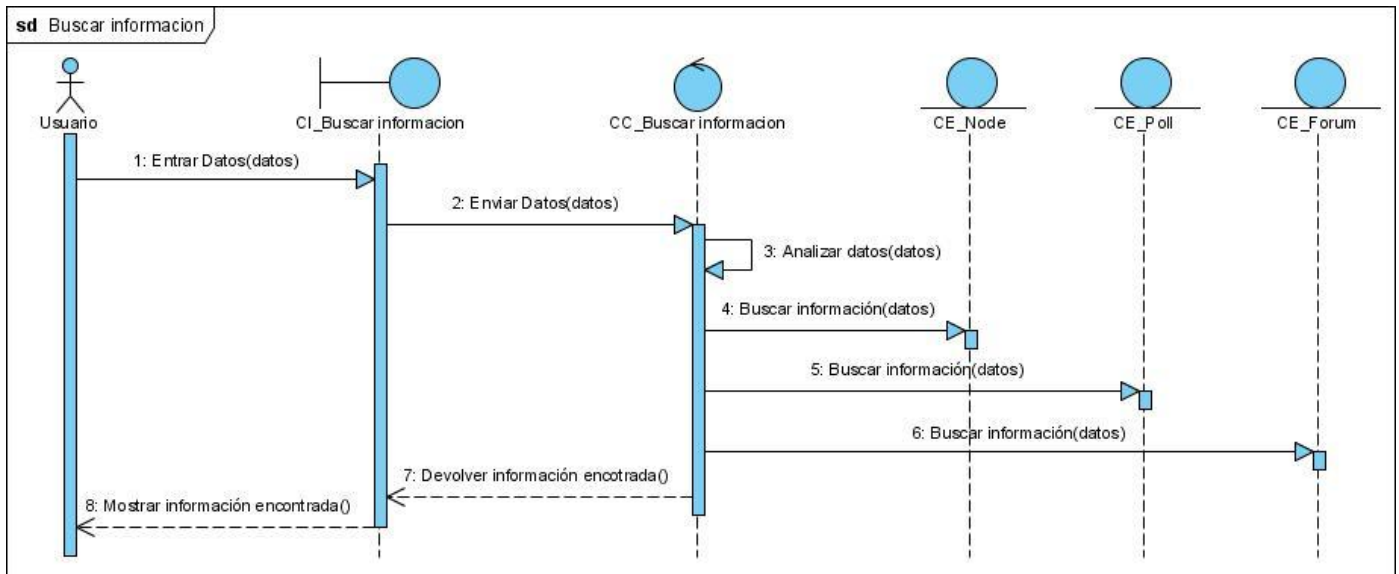 sd Buscar informacion
Usuario
CI_Buscar informacion
CC_Buscar informacion
CE_Node
CE_Poll
CE_Forum
1: Entrar Datos(datos)
2: Enviar Datos(datos)
3: Analizar datos(datos)
4: Buscar información(datos)
5: Buscar información(datos)
6: Buscar información(datos)
7: Devolver información encotrada()
8: Mostrar información encontrada()